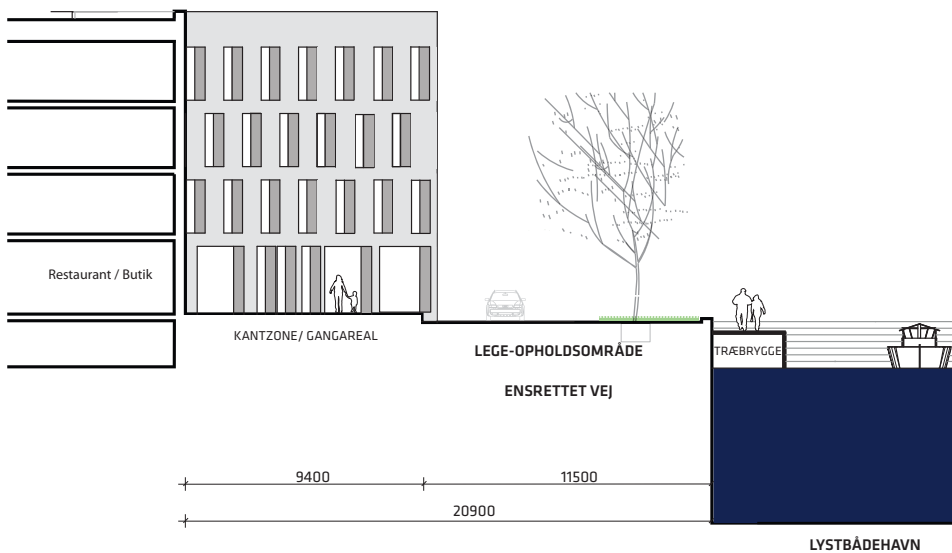 Restaurant / Butik
KANTZONE/ GANGAREAL
LEGE-OPHOLDSOMRÅDE
ENSRETTET VEJ
TRÆBRYGGE
9400
11500
20900
LYSTBÅDEHAVN